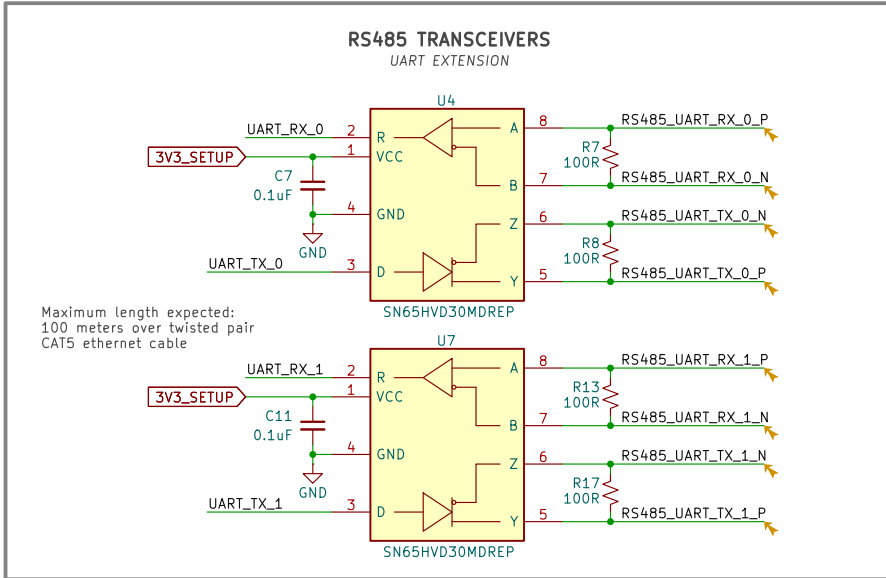 RS485 TRANSCEIVERS
UART EXTENSION
U4
UART_RX_0
2
R
A
8
RS485_UART_RX_0_P
3V3_SETUP
1
VCC
R7
100R
C7
0.1uF
B
7
RS485_UART_RX_0_N
4
GND
Z
6
RS485_UART_TX_0_N
GND
R8
100R
UART_TX_0
3
D
Y
5
RS485_UART_TX_0_P
SN65HVD30MDREP
Maximum length expected:
100 meters over twisted pair
CAT5 ethernet cable
U7
UART_RX_1
2
R
A
8
RS485_UART_RX_1_P
3V3_SETUP
1
VCC
R13
100R
C11
0.1uF
B
7
RS485_UART_RX_1_N
4
GND
Z
6
RS485_UART_TX_1_N
GND
R17
100R
UART_TX_1
3
D
Y
5
RS485_UART_TX_1_P
SN65HVD30MDREP